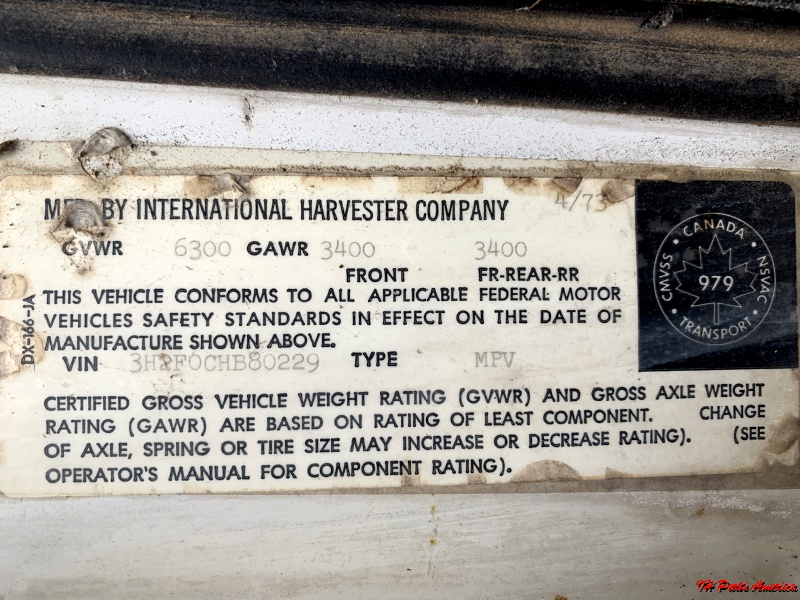 MFD BY INTERNATIONAL HARVESTER COMPANY 4/73
GVWR 6300 GAWR 3400 3400
FRONT FR-REAR-RR
THIS VEHICLE CONFORMS TO ALL APPLICABLE FEDERAL MOTOR
VEHICLES SAFETY STANDARDS IN EFFECT ON THE DATE OF
MANUFACTURE SHOWN ABOVE.
VIN TYPE MPV
CERTIFIED GROSS VEHICLE WEIGHT RATING (GVWR) AND GROSS AXLE WEIGHT
RATING (GAWR) ARE BASED ON RATING OF LEAST COMPONENT. CHANGE
OF AXLE, SPRING OR TIRE SIZE MAY INCREASE OR DECREASE RATING). (SEE
OPERATOR'S MANUAL FOR COMPONENT RATING).
DX-166-JA
CANADA
CMVSS
979
NSVAC
TRANSPORT
IH Parts America